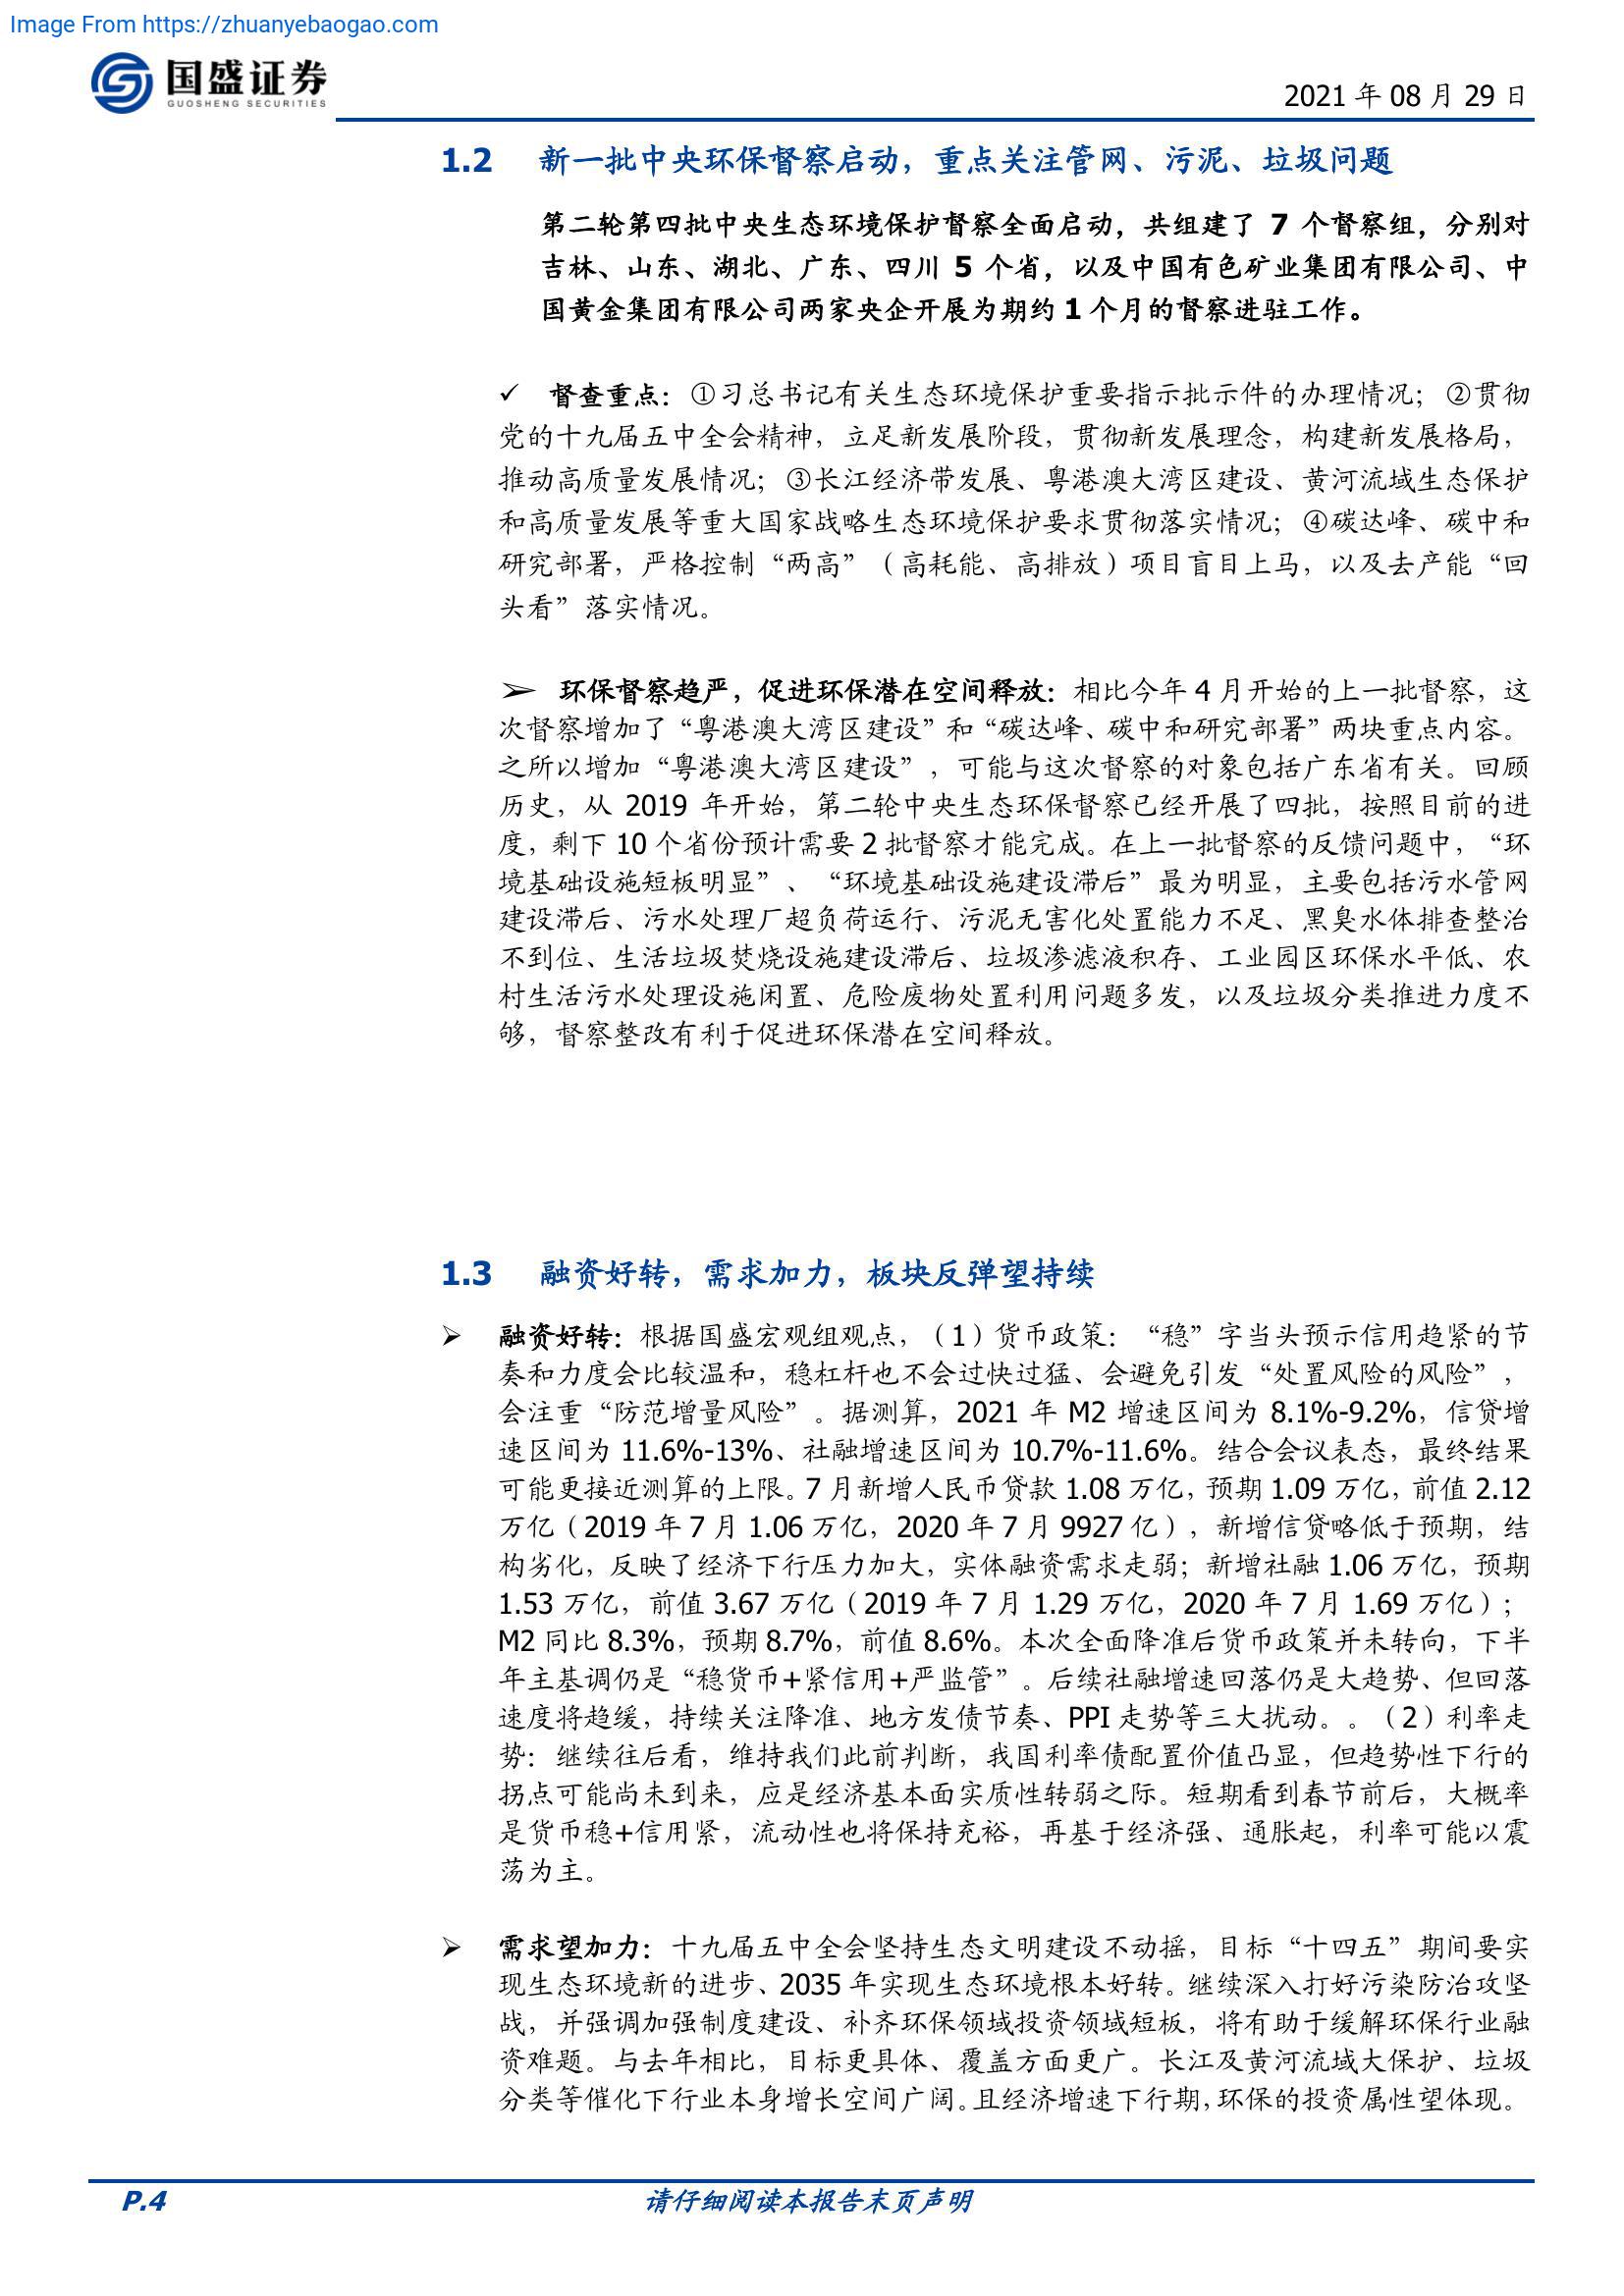 Image From https://zhuanyebaogao.com
国盛证券
GUOSHENG SECURITIES
2021 年 08 月 29 日
1.2 新一批中央环保督察启动，重点关注管网、污泥、垃圾问题
第二轮第四批中央生态环境保护督察全面启动，共组建了 7 个督察组，分别对
吉林、山东、湖北、广东、四川 5 个省，以及中国有色矿业集团有限公司、中
国黄金集团有限公司两家央企开展为期约 1 个月的督察进驻工作。
✓ 督查重点：①习总书记有关生态环境保护重要指示批示件的办理情况；②贯彻
党的十九届五中全会精神，立足新发展阶段，贯彻新发展理念，构建新发展格局，
推动高质量发展情况；③长江经济带发展、粤港澳大湾区建设、黄河流域生态保护
和高质量发展等重大国家战略生态环境保护要求贯彻落实情况；④碳达峰、碳中和
研究部署，严格控制“两高”（高耗能、高排放）项目盲目上马，以及去产能“回
头看”落实情况。
➢ 环保督察趋严，促进环保潜在空间释放：相比今年 4 月开始的上一批督察，这
次督察增加了“粤港澳大湾区建设”和“碳达峰、碳中和研究部署”两块重点内容。
之所以增加“粤港澳大湾区建设”，可能与这次督察的对象包括广东省有关。回顾
历史，从 2019 年开始，第二轮中央生态环保督察已经开展了四批，按照目前的进
度，剩下 10 个省份预计需要 2 批督察才能完成。在上一批督察的反馈问题中，“环
境基础设施短板明显”、“环境基础设施建设滞后”最为明显，主要包括污水管网
建设滞后、污水处理厂超负荷运行、污泥无害化处置能力不足、黑臭水体排查整治
不到位、生活垃圾焚烧设施建设滞后、垃圾渗滤液积存、工业园区环保水平低、农
村生活污水处理设施闲置、危险废物处置利用问题多发，以及垃圾分类推进力度不
够，督察整改有利于促进环保潜在空间释放。
1.3 融资好转，需求加力，板块反弹望持续
➢ 融资好转：根据国盛宏观组观点，（1）货币政策：“稳”字当头预示信用趋紧的节
奏和力度会比较温和，稳杠杆也不会过快过猛、会避免引发“处置风险的风险”，
会注重“防范增量风险”。据测算，2021 年 M2 增速区间为 8.1%-9.2%，信贷增
速区间为 11.6%-13%、社融增速区间为 10.7%-11.6%。结合会议表态，最终结果
可能更接近测算的上限。7 月新增人民币贷款 1.08 万亿，预期 1.09 万亿，前值 2.12
万亿（2019 年 7 月 1.06 万亿，2020 年 7 月 9927 亿），新增信贷略低于预期，结
构劣化，反映了经济下行压力加大，实体融资需求走弱；新增社融 1.06 万亿，预期
1.53 万亿，前值 3.67 万亿（2019 年 7 月 1.29 万亿，2020 年 7 月 1.69 万亿）；
M2 同比 8.3%，预期 8.7%，前值 8.6%。本次全面降准后货币政策并未转向，下半
年主基调仍是“稳货币+紧信用+严监管”。后续社融增速回落仍是大趋势、但回落
速度将趋缓，持续关注降准、地方发债节奏、PPI 走势等三大扰动。。（2）利率走
势：继续往后看，维持我们此前判断，我国利率债配置价值凸显，但趋势性下行的
拐点可能尚未到来，应是经济基本面实质性转弱之际。短期看到春节前后，大概率
是货币稳+信用紧，流动性也将保持充裕，再基于经济强、通胀起，利率可能以震
荡为主。
➢ 需求望加力：十九届五中全会坚持生态文明建设不动摇，目标“十四五”期间要实
现生态环境新的进步、2035 年实现生态环境根本好转。继续深入打好污染防治攻坚
战，并强调加强制度建设、补齐环保领域投资领域短板，将有助于缓解环保行业融
资难题。与去年相比，目标更具体、覆盖方面更广。长江及黄河流域大保护、垃圾
分类等催化下行业本身增长空间广阔。且经济增速下行期，环保的投资属性望体现。
P.4
请仔细阅读本报告末页声明